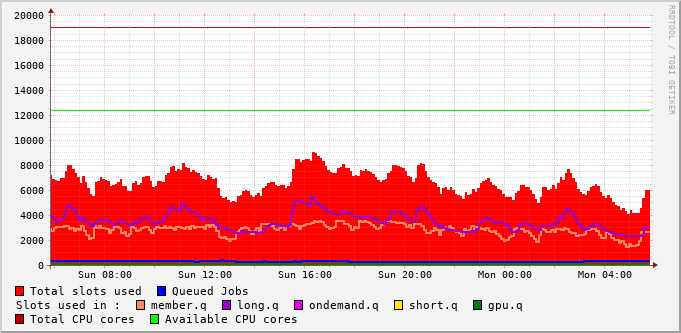 RRDTOOL / TOBI OETIKER
20000
18000
16000
14000
12000
10000
8000
6000
4000
2000
0
Sun 08:00 Sun 12:00 Sun 16:00 Sun 20:00 Mon 00:00 Mon 04:00
Total slots used Queued Jobs
Slots used in : member.q long.q ondemand.q short.q gpu.q
Total CPU cores Available CPU cores